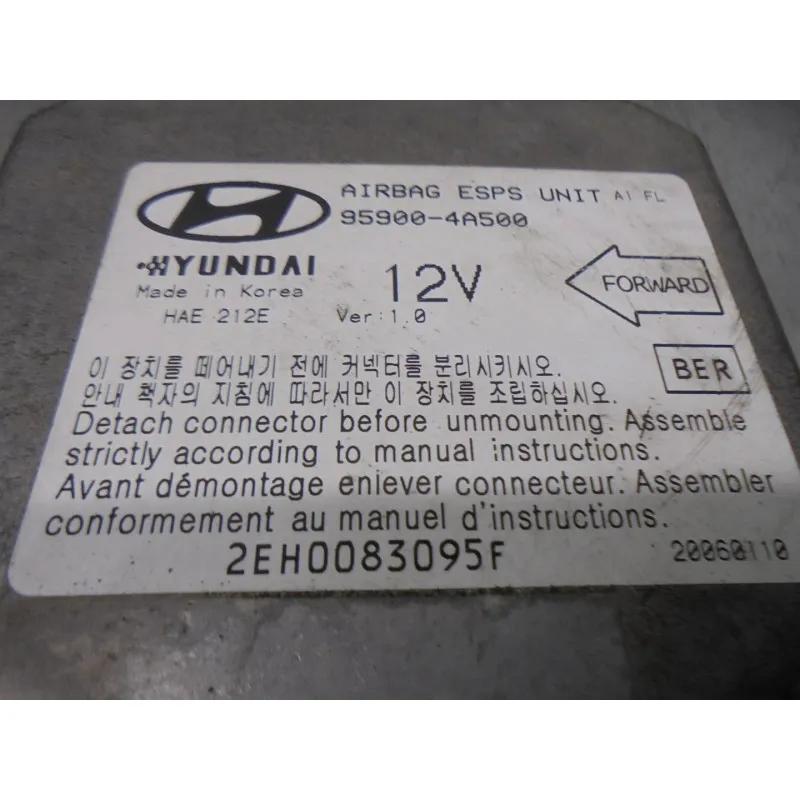 AIRBAG ESPS UNIT A1 FL
95900-4A500
HYUNDAI
12V
FORWARD
Made in Korea
HAE 212E
Ver:1.0
이 장치를 떼어내기 전에 커넥터를 분리시키시오.
BER
안내 책자의 지침에 따라서만 이 장치를 조립하십시오.
Detach connector before unmounting. Assemble
strictly according to manual instructions.
Avant démontage eniever connecteur. Assembler
conformement au manuel d'instructions.
2EH0083095F
20060110